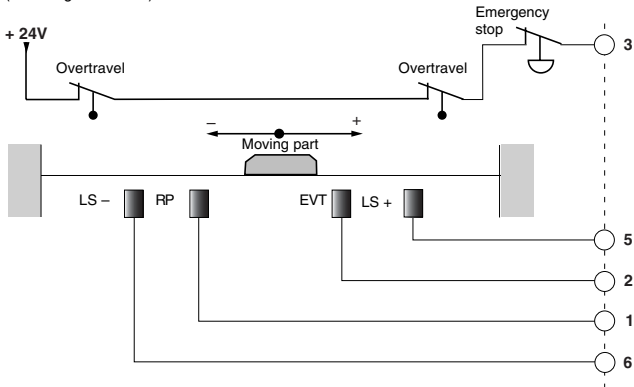 Emergency
stop
3
+ 24V
Overtravel
Overtravel
– +
Moving part
LS – RP EVT LS +
5
2
1
6